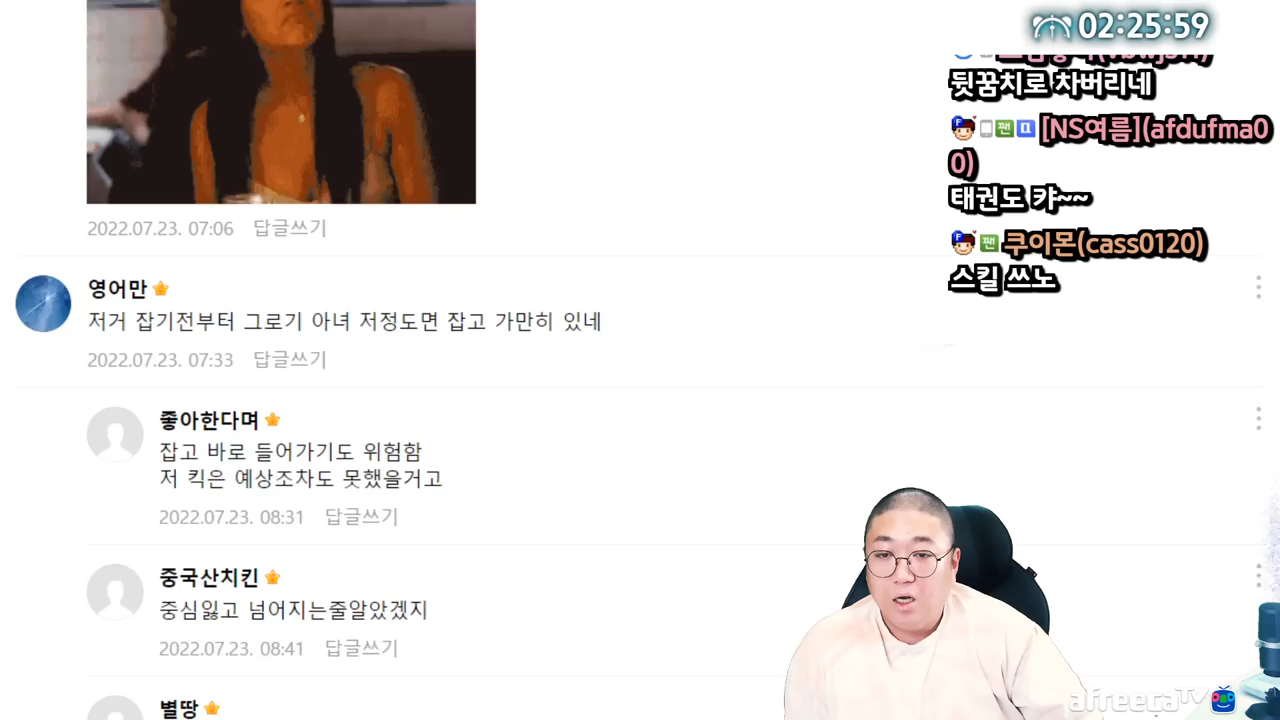 02:25:59
뒷꿈치로 차버리네
[NS여름](afdufma0
0)
태권도 캬~~
쿠이몬(cass0120)
스킬 쓰노
2022.07.23. 07:06 답글쓰기
영어만
저거 잡기전부터 그로기 아녀 저정도면 잡고 가만히 있네
2022.07.23. 07:33 답글쓰기
좋아한다며
잡고 바로 들어가기도 위험함
저 킥은 예상조차도 못했을거고
2022.07.23. 08:31 답글쓰기
중국산치킨
중심잃고 넘어지는줄알았겠지
2022.07.23. 08:41 답글쓰기
별땅
afreecaTV